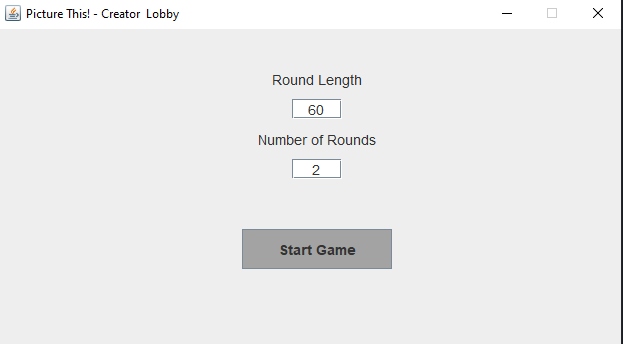 Picture This! - Creator Lobby
Round Length
60
Number of Rounds
2
Start Game